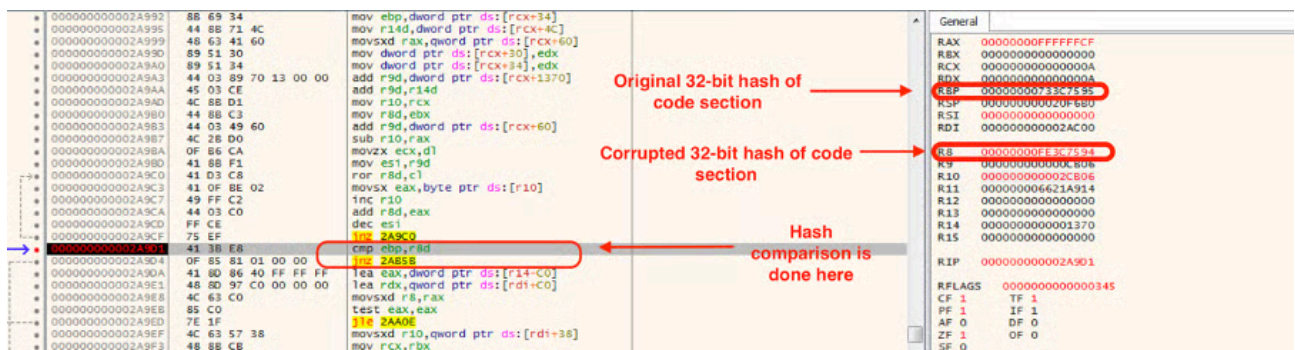 000000000002A992 8B 69 34 mov ebp,dword ptr ds:[rcx+34]
000000000002A995 44 8B 71 4C mov r14d,dword ptr ds:[rcx+4C]
000000000002A999 48 63 41 60 movsxd rax,qword ptr ds:[rcx+60]
000000000002A99D 89 51 30 mov dword ptr ds:[rcx+30],edx
000000000002A9A0 89 51 34 mov dword ptr ds:[rcx+34],edx
000000000002A9A3 44 03 89 70 13 00 00 add r9d,dword ptr ds:[rcx+1370]
000000000002A9AA 45 03 CE add r9d,r14d
000000000002A9AD 4C 8B D1 mov r10,rcx
000000000002A9B0 44 8B C3 mov r8d,ebx
000000000002A9B3 44 03 49 60 add r9d,dword ptr ds:[rcx+60]
000000000002A9B7 4C 2B D0 sub r10,rax
000000000002A9BA 0F B6 CA movzx ecx,dl
000000000002A9BD 41 8B F1 mov esi,r9d
000000000002A9C0 41 D3 C8 ror r8d,cl
000000000002A9C3 41 0F BE 02 movsx eax,byte ptr ds:[r10]
000000000002A9C7 49 FF C2 inc r10
000000000002A9CA 44 03 C0 add r8d,eax
000000000002A9CD FF CE dec esi
000000000002A9CF 75 EF jnz 2A9C0
000000000002A9D1 41 3B E8 cmp ebp,r8d
000000000002A9D4 0F 85 81 01 00 00 jnz 2AB5B
000000000002A9DA 41 8D 86 40 FF FF FF lea eax,dword ptr ds:[r14-C0]
000000000002A9E1 48 8D 97 C0 00 00 00 lea rdx,qword ptr ds:[rdi+C0]
000000000002A9E8 4C 63 C0 movsxd r8,rax
000000000002A9EB 85 C0 test eax,eax
000000000002A9ED 7E 1F jle 2AA0E
000000000002A9EF 4C 63 57 38 movsxd r10,qword ptr ds:[rdi+38]
000000000002A9F3 48 8B CB mov rcx,rbx
Original 32-bit hash of
code section
Corrupted 32-bit hash of code
section
Hash
comparison is
done here
General
RAX 00000000FFFFFFCF
RBX 0000000000000000
RCX 000000000000000A
RDX 000000000000000A
RBP 00000000733C7595
RSP 000000000020F6B0
RSI 0000000000000000
RDI 000000000002AC00
R8 00000000FE3C7594
R9 000000000000CB06
R10 000000000002CB06
R11 000000006621A914
R12 0000000000000000
R13 0000000000000000
R14 0000000000001370
R15 0000000000000000
RIP 000000000002A9D1
RFLAGS 0000000000000345
CF 1 TF 1
PF 1 IF 1
AF 0 DF 0
ZF 1 OF 0
SF 0